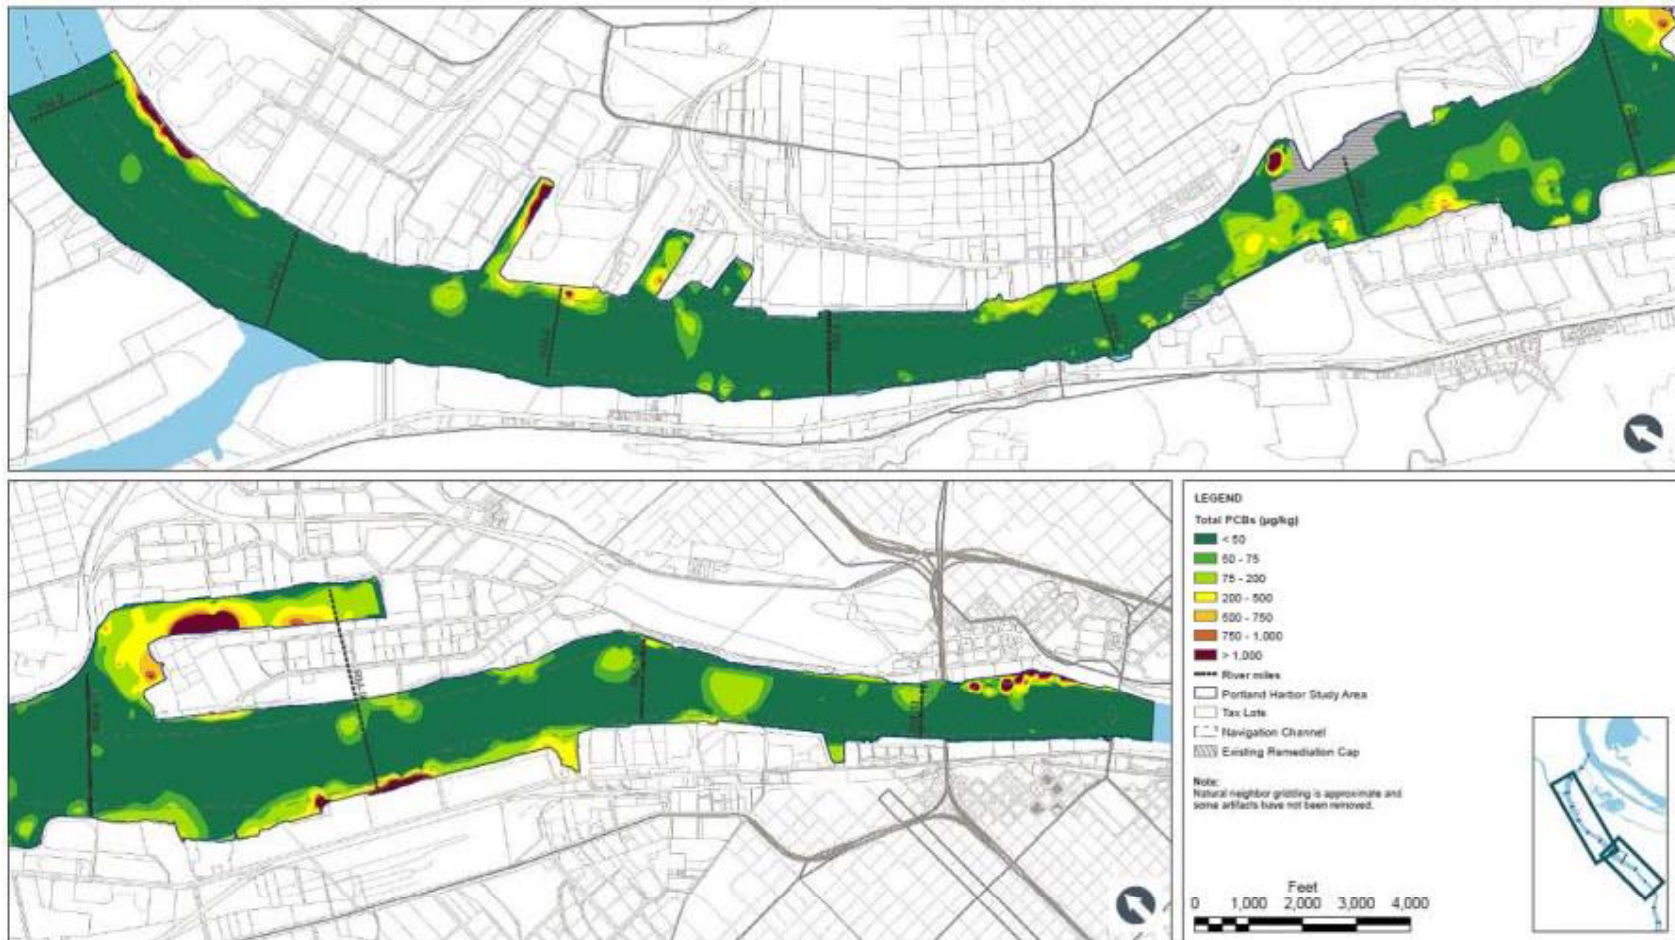 LEGEND
Total PCBs (µg/kg)
< 50
50 - 75
75 - 200
200 - 500
500 - 750
750 - 1,000
> 1,000
River miles
Portland Harbor Study Area
Tax Lots
Navigation Channel
Existing Remediation Cap
Note:
Natural neighbor gridding is approximate and
some artifacts have not been removed.
Feet
0 1,000 2,000 3,000 4,000